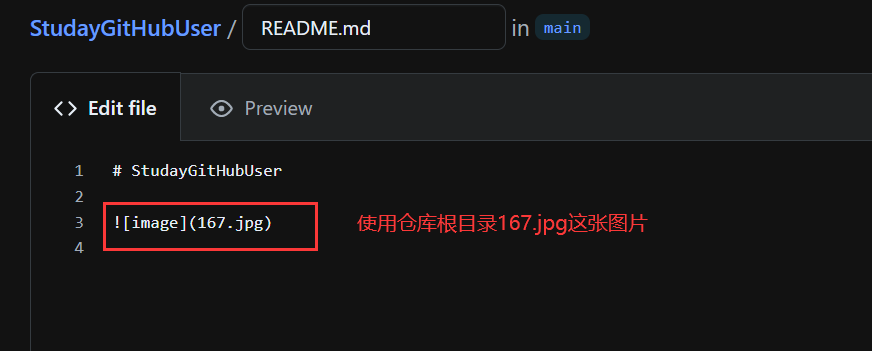 StudayGitHubUser / README.md in main
<> Edit file Preview
1 # StudayGitHubUser
2
3 ![image](167.jpg) 使用仓库根目录167.jpg这张图片
4